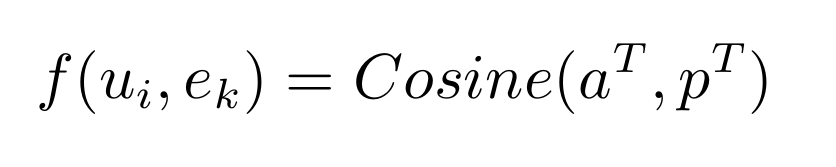 f(u_i, e_k) = Cosine(a^T, p^T)